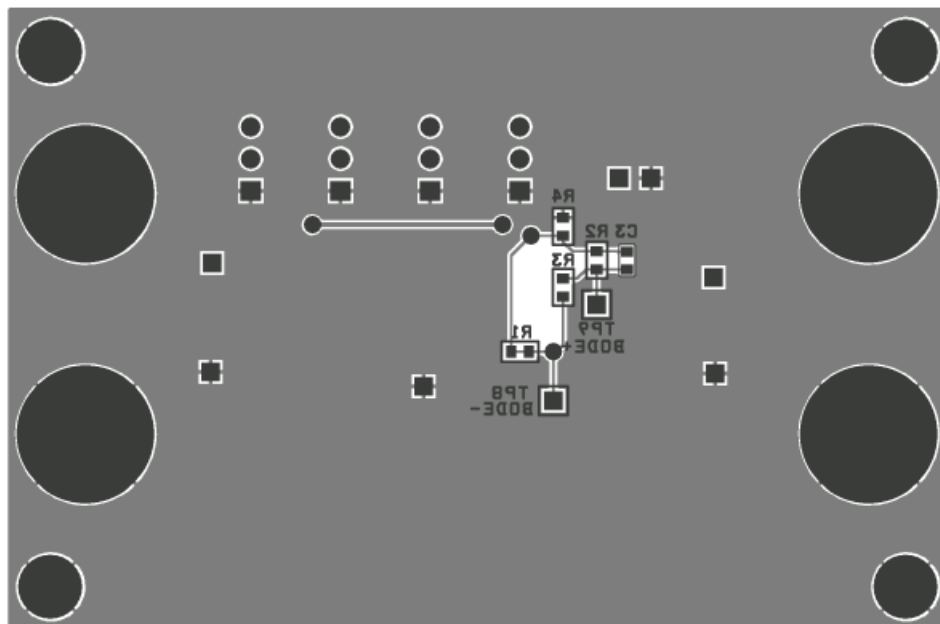 R4
R2 C3
R3
TP9
BODE+
R1
TP8
BODE-